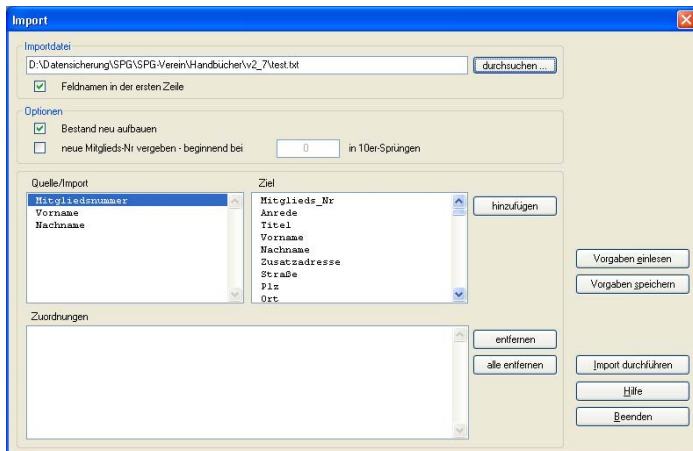 Import
Importdatei
D:\Datensicherung\SPG\SPG-Verein\Handbücher\v2_7\test.txt
durchsuchen ...
Feldnamen in der ersten Zeile
Optionen
Bestand neu aufbauen
neue Mitglieds-Nr vergeben - beginnend bei 0 in 10er-Sprüngen
Quelle/Import
Mitgliedsnummer
Vorname
Nachname
Ziel
Mitglieds_Nr
Anrede
Titel
Vorname
Nachname
Zusatzadresse
Straße
Plz
Ort
hinzufügen
Vorgaben einlesen
Vorgaben speichern
Zuordnungen
entfernen
alle entfernen
Import durchführen
Hilfe
Beenden